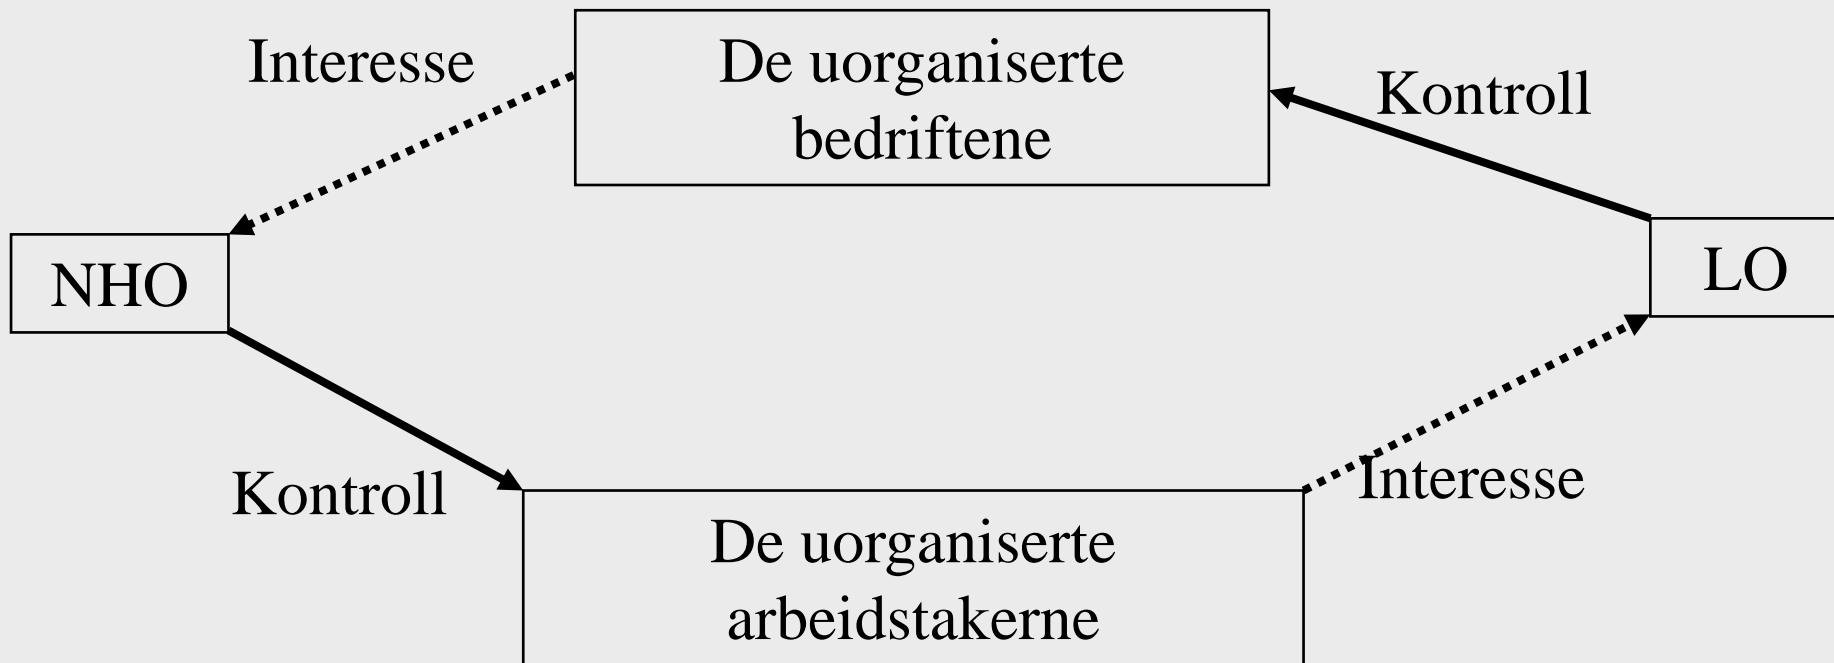 Interesse
De uorganiserte
bedriftene
Kontroll
NHO
LO
Kontroll
Interesse
De uorganiserte
arbeidstakerne